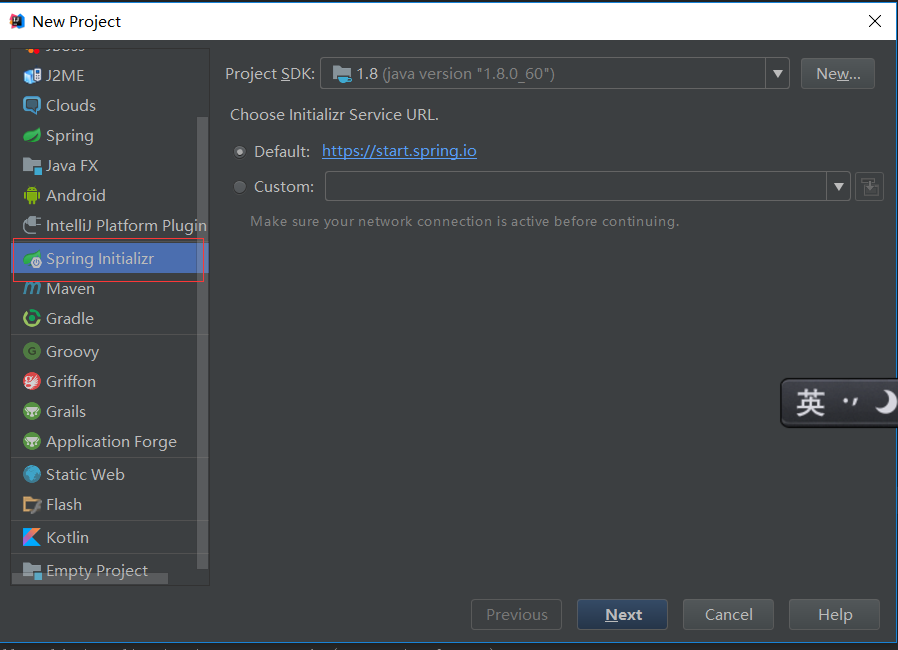 New Project
J2ME
Clouds
Spring
Java FX
Android
IntelliJ Platform Plugin
Spring Initializr
Maven
Gradle
Groovy
Griffon
Grails
Application Forge
Static Web
Flash
Kotlin
Empty Project
Project SDK: 1.8 (java version "1.8.0_60") New...
Choose Initializr Service URL.
Default: https://start.spring.io
Custom:
Make sure your network connection is active before continuing.
英
Previous Next Cancel Help